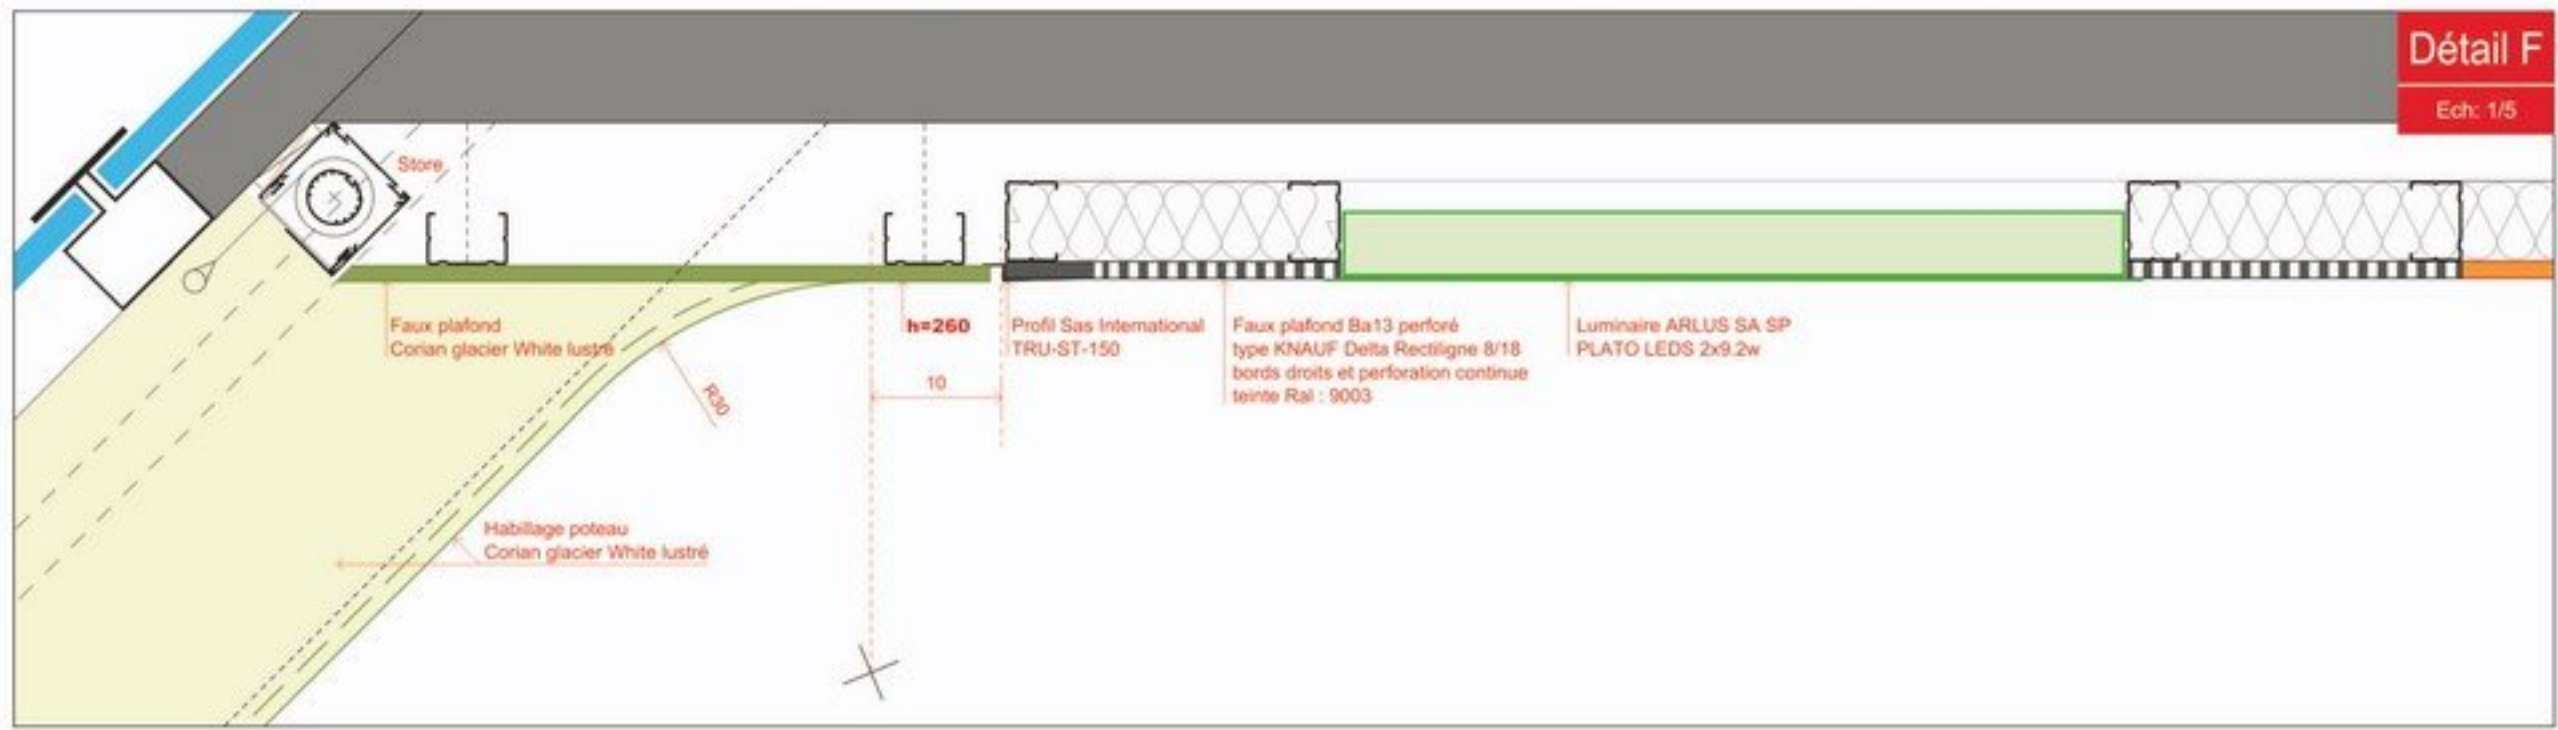 Détail F
Ech: 1/5
Store
Faux plafond
Corian glacier White lustré
h=260
Profil Sas International
TRU-ST-150
Faux plafond Ba13 perforé
type KNAUF Delta Rectiligne 8/18
bords droits et perforation continue
teinte Ral : 9003
Luminaire ARLUS SA SP
PLATO LEDS 2x9.2w
10
R30
Habillage poteau
Corian glacier White lustré